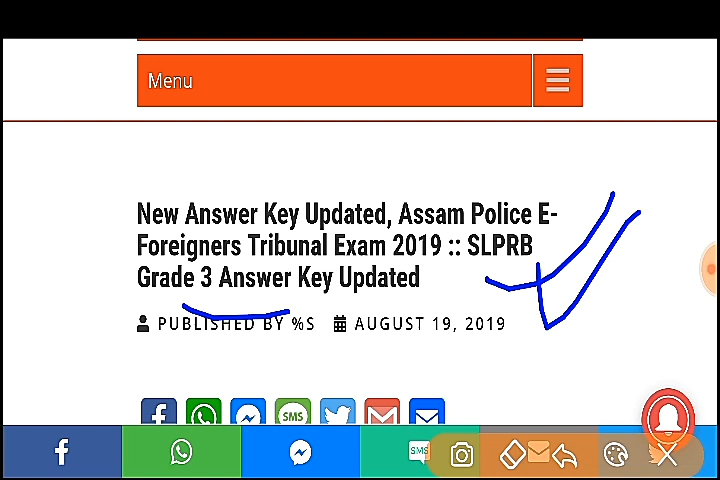 Menu
New Answer Key Updated, Assam Police E-
Foreigners Tribunal Exam 2019 :: SLPRB
Grade 3 Answer Key Updated
PUBLISHED BY %S AUGUST 19, 2019
SMS
SMS